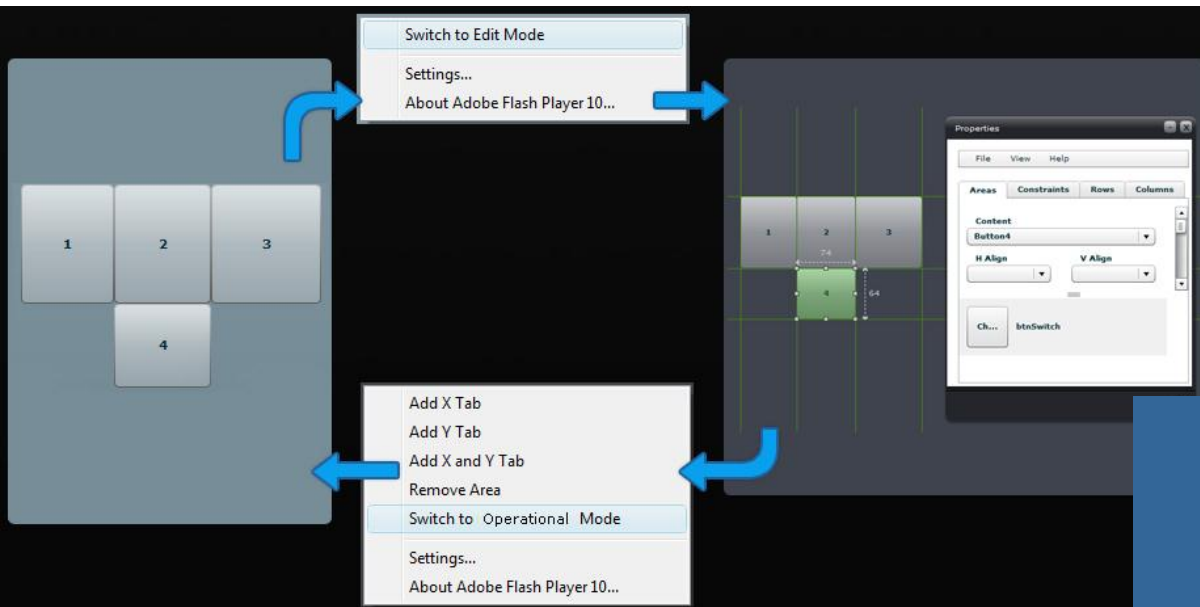 Switch to Edit Mode
Settings...
About Adobe Flash Player 10...
1
2
3
4
Properties
File View Help
Areas Constraints Rows Columns
Content
Button4
H Align V Align
Ch... btnSwitch
1
2
3
74
4
64
Add X Tab
Add Y Tab
Add X and Y Tab
Remove Area
Switch to Operational Mode
Settings...
About Adobe Flash Player 10...